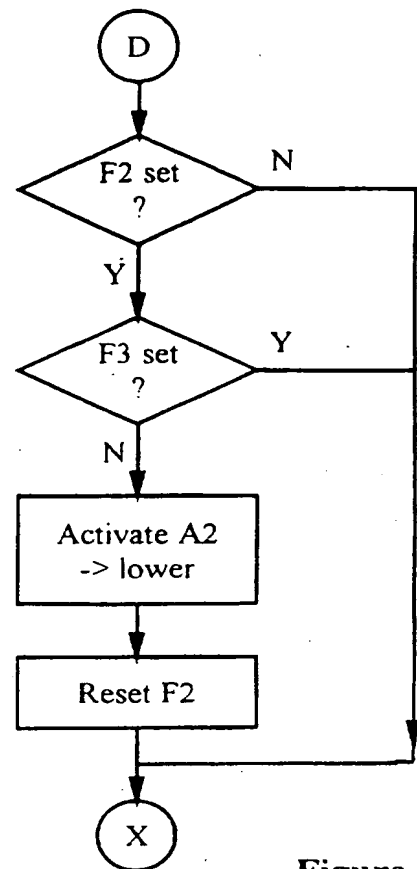 D
F2 set
?
N
Y
F3 set
?
Y
N
Activate A2
-> lower
Reset F2
X